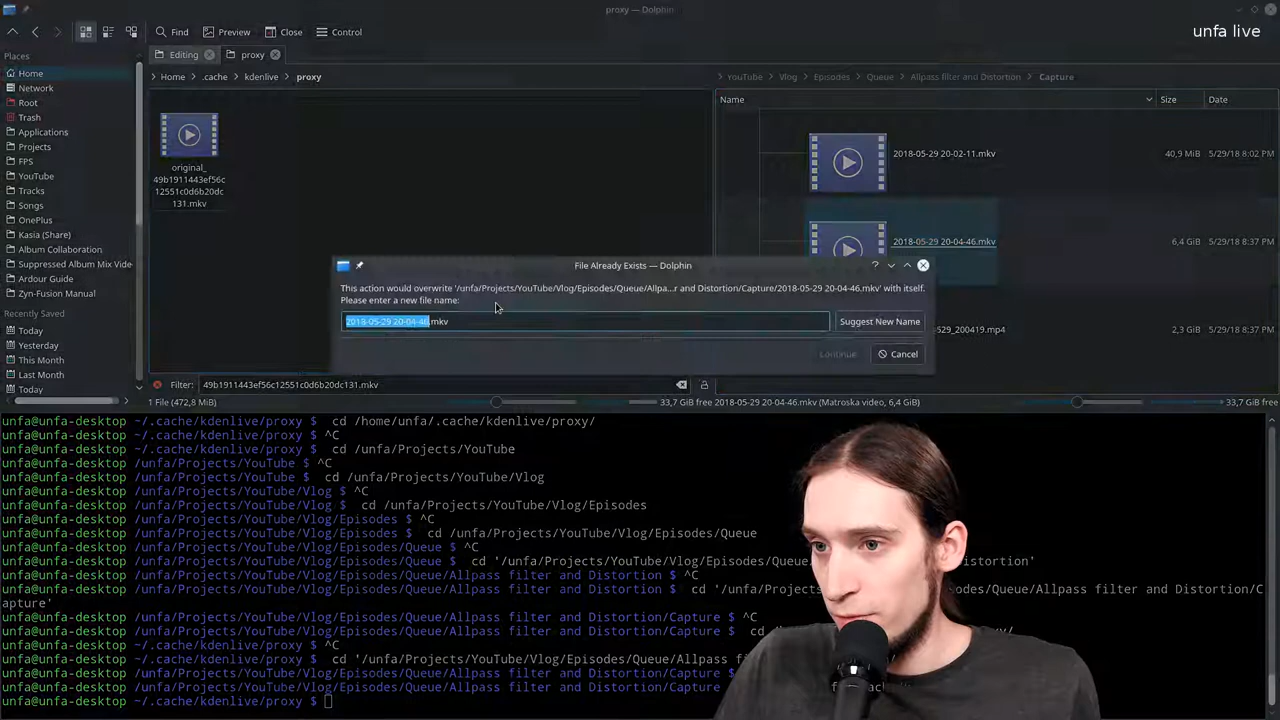 proxy — Dolphin
unfa live
Find
Preview
Close
Control
Places
Editing
proxy
Home
.cache
kdenlive
proxy
YouTube
Vlog
Episodes
Queue
Allpass filter and Distortion
Capture
Home
Network
Root
Trash
Applications
Projects
FPS
YouTube
Tracks
Songs
OnePlus
Kasia (Share)
Album Collaboration
Suppressed Album Mix Vide
Ardour Guide
Zyn-Fusion Manual
Recently Saved
Today
Yesterday
This Month
Last Month
Today
original_
49b1911443ef56c
12551c0d6b20dc
131.mkv
Name
Size
Date
2018-05-29 20-02-11.mkv
40,9 MiB
5/29/18 8:02 PM
2018-05-29 20-04-46.mkv
6,4 GiB
5/29/18 8:37 PM
529_200419.mp4
2,3 GiB
5/29/18 8:37 PM
File Already Exists — Dolphin
This action would overwrite '/unfa/Projects/YouTube/Vlog/Episodes/Queue/Allpa...r and Distortion/Capture/2018-05-29 20-04-46.mkv' with itself.
Please enter a new file name:
2018-05-29 20-04-46.mkv
Suggest New Name
Continue
Cancel
Filter:
49b1911443ef56c12551c0d6b20dc131.mkv
1 File (472,8 MiB)
33,7 GiB free
2018-05-29 20-04-46.mkv (Matroska video, 6,4 GiB)
33,7 GiB free
unfa@unfa-desktop ~/.cache/kdenlive/proxy $  cd /home/unfa/.cache/kdenlive/proxy/
unfa@unfa-desktop ~/.cache/kdenlive/proxy $ ^C
unfa@unfa-desktop ~/.cache/kdenlive/proxy $  cd /unfa/Projects/YouTube
unfa@unfa-desktop /unfa/Projects/YouTube $ ^C
unfa@unfa-desktop /unfa/Projects/YouTube $  cd /unfa/Projects/YouTube/Vlog
unfa@unfa-desktop /unfa/Projects/YouTube/Vlog $ ^C
unfa@unfa-desktop /unfa/Projects/YouTube/Vlog $  cd /unfa/Projects/YouTube/Vlog/Episodes
unfa@unfa-desktop /unfa/Projects/YouTube/Vlog/Episodes $ ^C
unfa@unfa-desktop /unfa/Projects/YouTube/Vlog/Episodes $  cd /unfa/Projects/YouTube/Vlog/Episodes/Queue
unfa@unfa-desktop /unfa/Projects/YouTube/Vlog/Episodes/Queue $ ^C
unfa@unfa-desktop /unfa/Projects/YouTube/Vlog/Episodes/Queue $  cd '/unfa/Projects/YouTube/Vlog/Episodes/Queue istortion'
unfa@unfa-desktop /unfa/Projects/YouTube/Vlog/Episodes/Queue/Allpass filter and Distortion $ ^C
unfa@unfa-desktop /unfa/Projects/YouTube/Vlog/Episodes/Queue/Allpass filter and Distortion $  cd '/unfa/Projects/You odes/Queue/Allpass filter and Distortion/C
apture'
unfa@unfa-desktop /unfa/Projects/YouTube/Vlog/Episodes/Queue/Allpass filter and Distortion/Capture $ ^C
unfa@unfa-desktop /unfa/Projects/YouTube/Vlog/Episodes/Queue/Allpass filter and Distortion/Capture $  cd
unfa@unfa-desktop ~/.cache/kdenlive/proxy $ ^C
unfa@unfa-desktop ~/.cache/kdenlive/proxy $  cd '/unfa/Projects/YouTube/Vlog/Episodes/Queue/Allpass fi
unfa@unfa-desktop /unfa/Projects/YouTube/Vlog/Episodes/Queue/Allpass filter and Distortion/Capture $
unfa@unfa-desktop /unfa/Projects/YouTube/Vlog/Episodes/Queue/Allpass filter and Distortion/Capture
unfa@unfa-desktop ~/.cache/kdenlive/proxy $